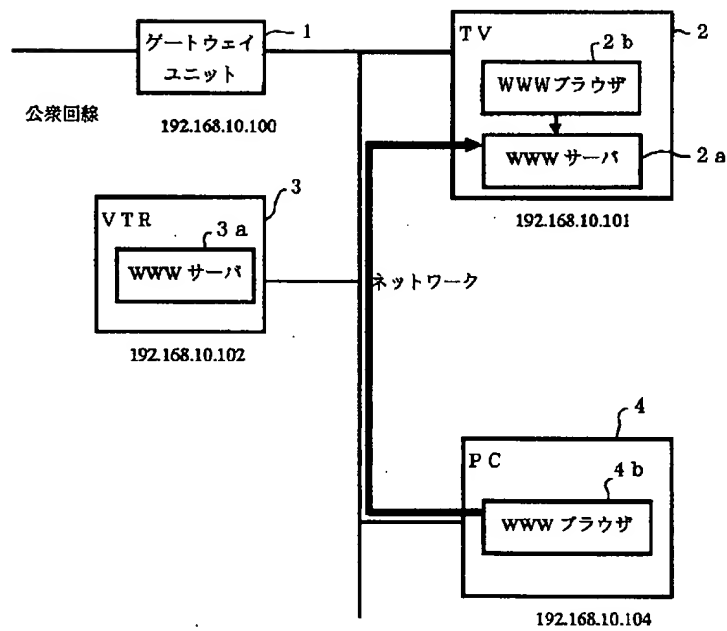 1
ゲートウェイ
ユニット
公衆回線
192.168.10.100
TV
2
2b
WWWブラウザ
WWWサーバ
2a
192.168.10.101
3
VTR
3a
WWWサーバ
192.168.10.102
ネットワーク
4
PC
4b
WWWブラウザ
192.168.10.104